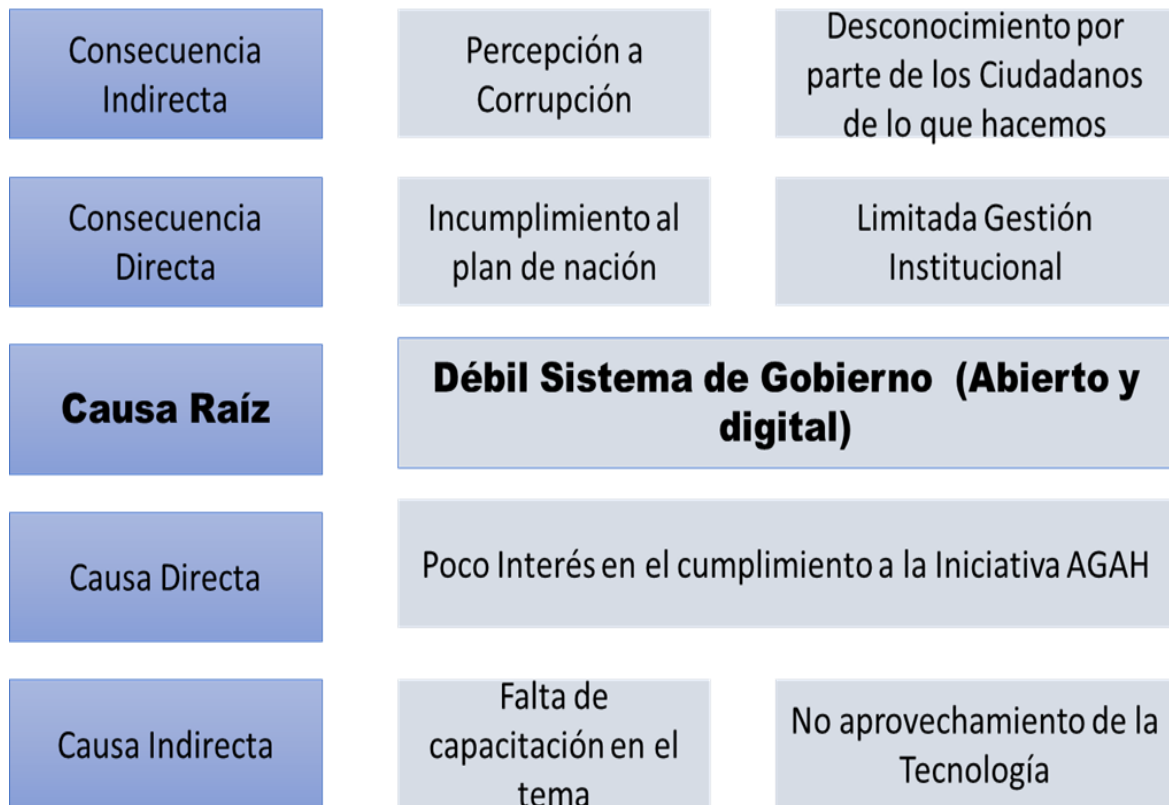 Consecuencia
Indirecta
Percepción a
Corrupción
Desconocimiento por
parte de los Ciudadanos
de lo que hacemos
Consecuencia
Directa
Incumplimiento al
plan de nación
Limitada Gestión
Institucional
Causa Raíz
Débil Sistema de Gobierno (Abierto y
digital)
Causa Directa
Poco Interés en el cumplimiento a la Iniciativa AGAH
Causa Indirecta
Falta de
capacitación en el
tema
No aprovechamiento de la
Tecnología